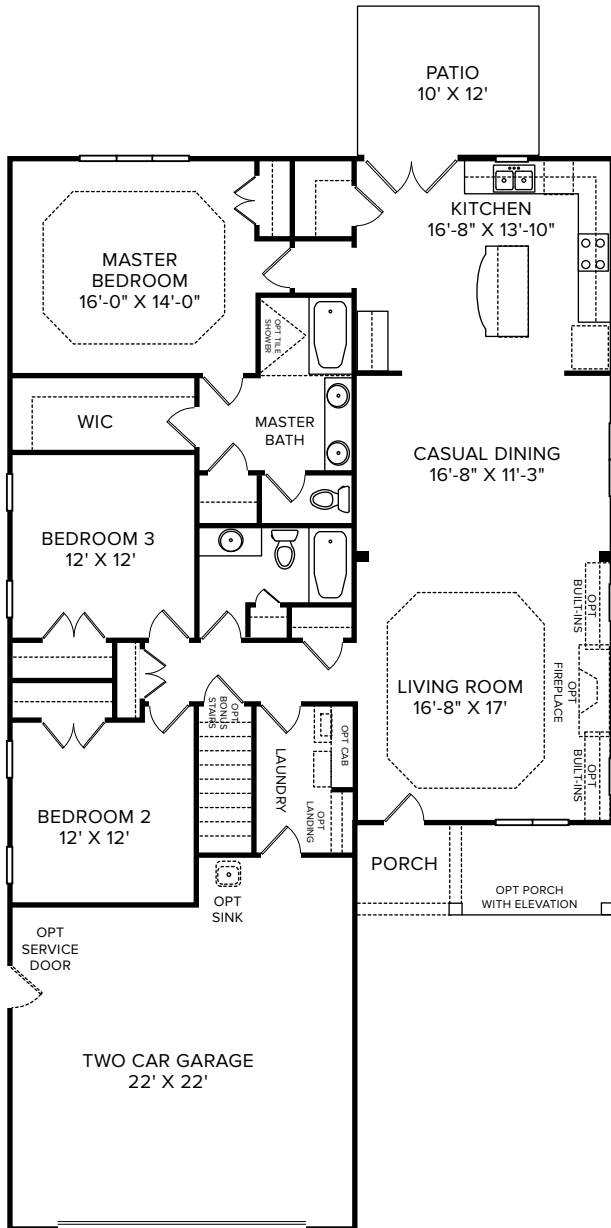 PATIO
10' X 12'
KITCHEN
16'-8" X 13'-10"
MASTER
BEDROOM
16'-0" X 14'-0"
OPT TILE
SHOWER
WIC
MASTER
BATH
CASUAL DINING
16'-8" X 11'-3"
BEDROOM 3
12' X 12'
OPT
BUILT-INS
LIVING ROOM
16'-8" X 17'
OPT
FIREPLACE
OPT
BONUS
STAIRS
OPT CAB
LAUNDRY
OPT
LANDING
OPT
BUILT-INS
BEDROOM 2
12' X 12'
PORCH
OPT PORCH
WITH ELEVATION
OPT
SINK
OPT
SERVICE
DOOR
TWO CAR GARAGE
22' X 22'